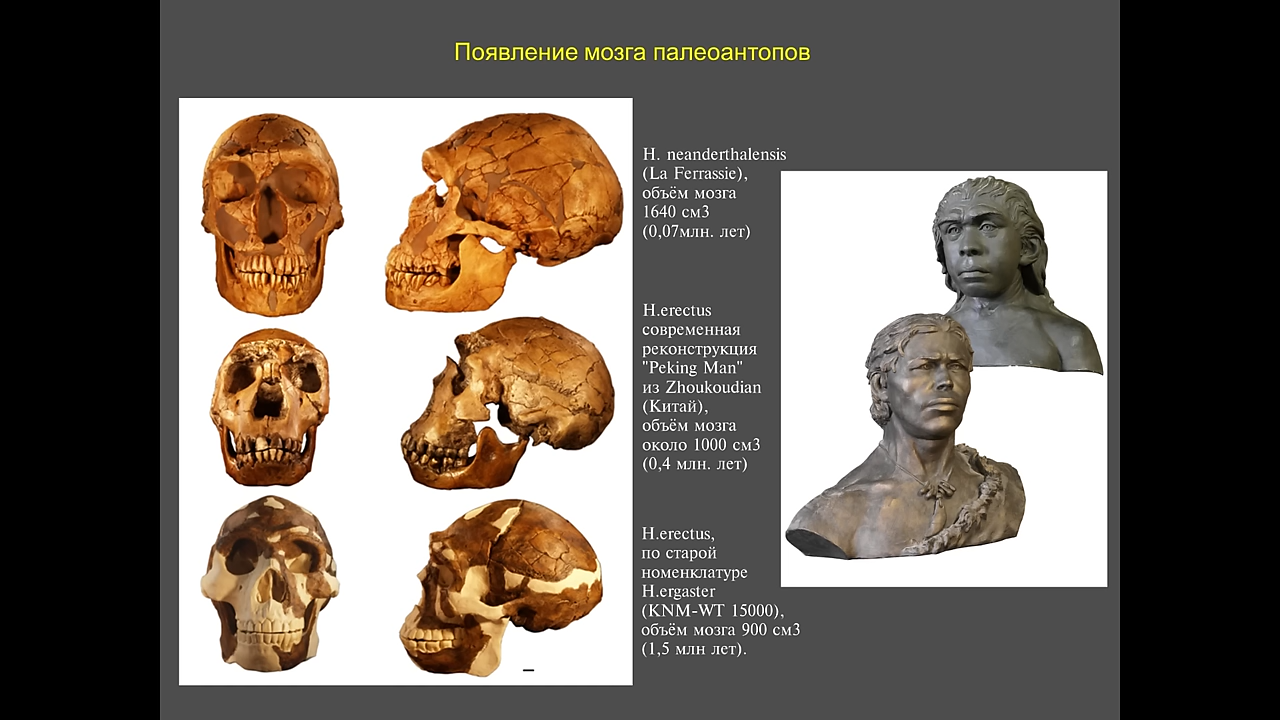 Появление мозга палеоантопов
H. neanderthalensis
(La Ferrassie),
объём мозга
1640 см3
(0,07млн. лет)
H.erectus
современная
реконструкция
"Peking Man"
из Zhoukoudian
(Китай),
объём мозга
около 1000 см3
(0,4 млн. лет)
H.erectus,
по старой
номенклатуре
H.ergaster
(KNM-WT 15000),
объём мозга 900 см3
(1,5 млн лет).